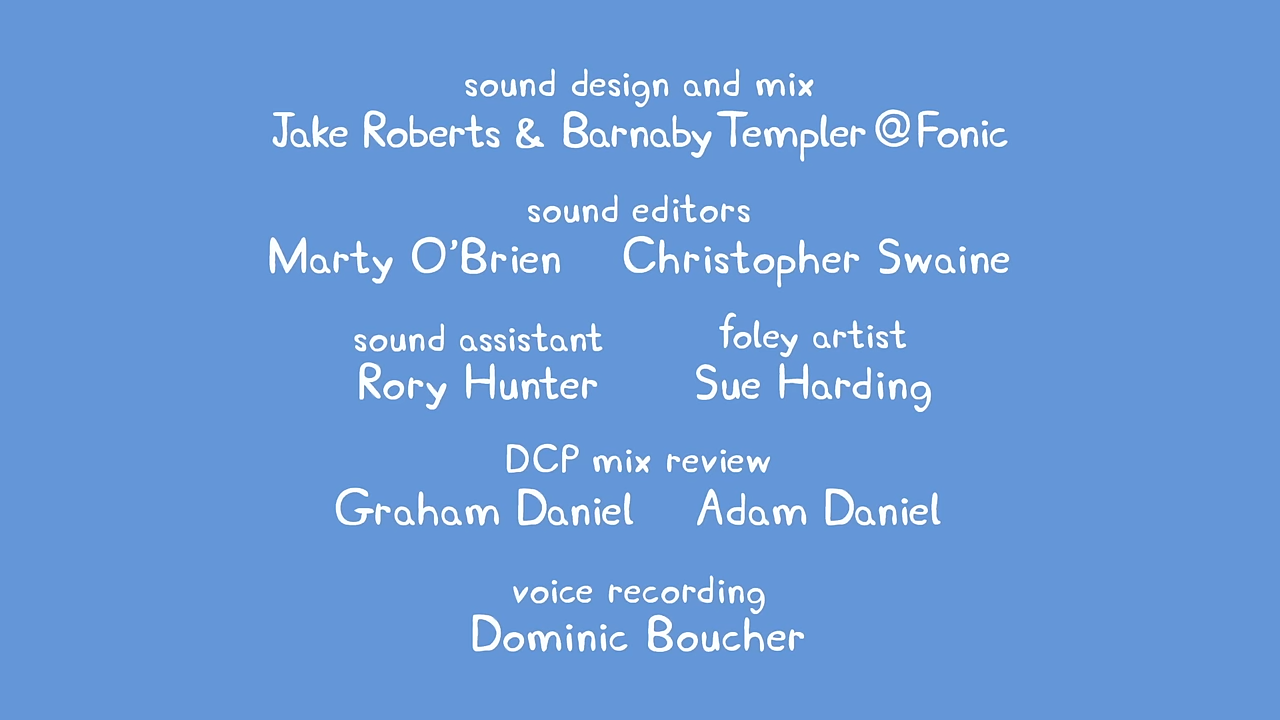 sound design and mix
Jake Roberts & Barnaby Templer @ Fonic
sound editors
Marty O'Brien Christopher Swaine
sound assistant foley artist
Rory Hunter Sue Harding
DCP mix review
Graham Daniel Adam Daniel
voice recording
Dominic Boucher